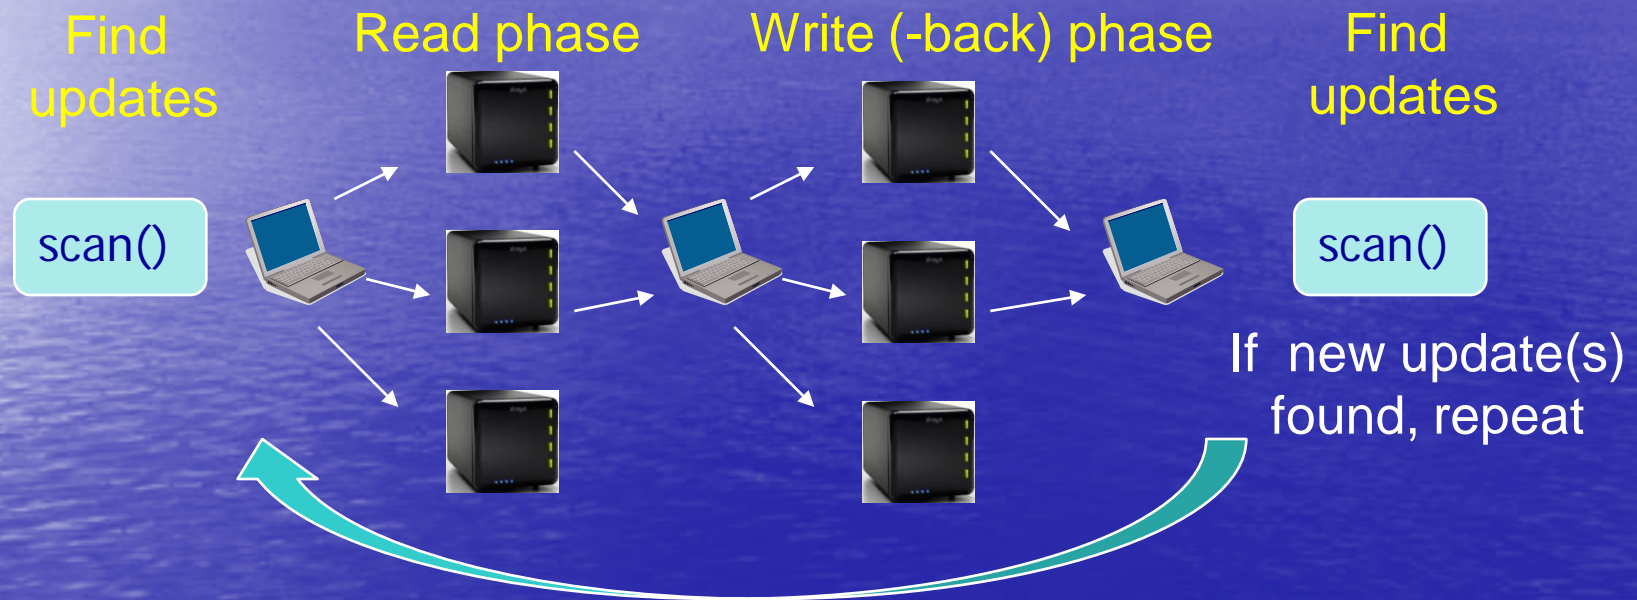 Find
updates
Read phase
Write (-back) phase
Find
updates
scan()
scan()
If new update(s)
found, repeat